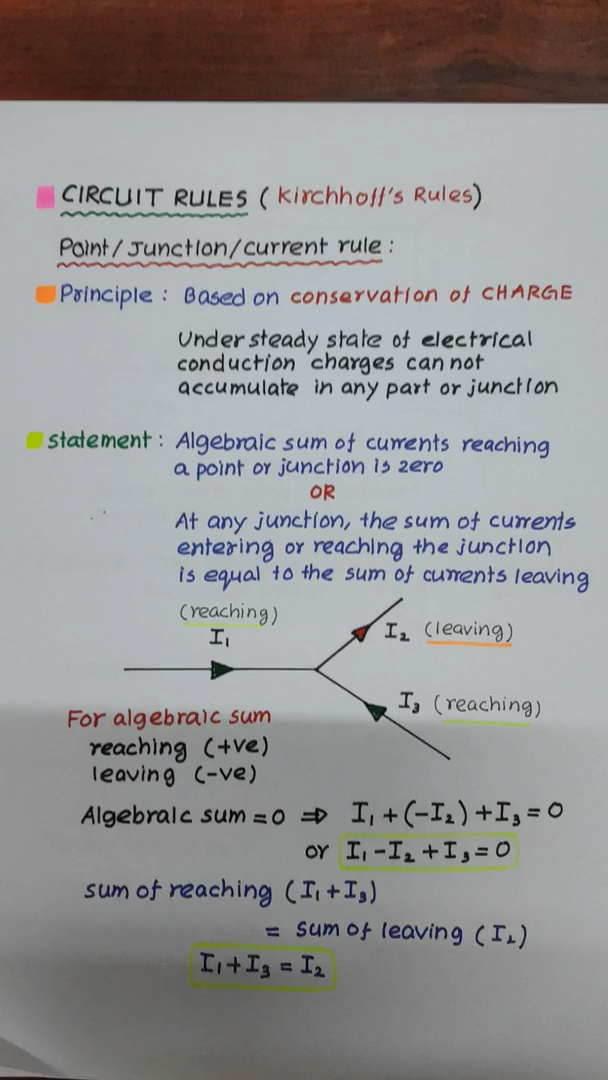 CIRCUIT RULES (Kirchhoff's Rules)
Point/Junction/current rule:
Principle: Based on conservation of CHARGE
Under steady state of electrical
conduction charges can not
accumulate in any part or junction
statement: Algebraic sum of currents reaching
a point or junction is zero
OR
At any junction, the sum of currents
entering or reaching the junction
is equal to the sum of currents leaving
(reaching)
I₁
I₂ (leaving)
I₃ (reaching)
For algebraic sum
reaching (+ve)
leaving (-ve)
Algebraic sum = 0 ⇒ I₁ + (-I₂) + I₃ = 0
or I₁ - I₂ + I₃ = 0
sum of reaching (I₁ + I₃)
= sum of leaving (I₂)
I₁ + I₃ = I₂